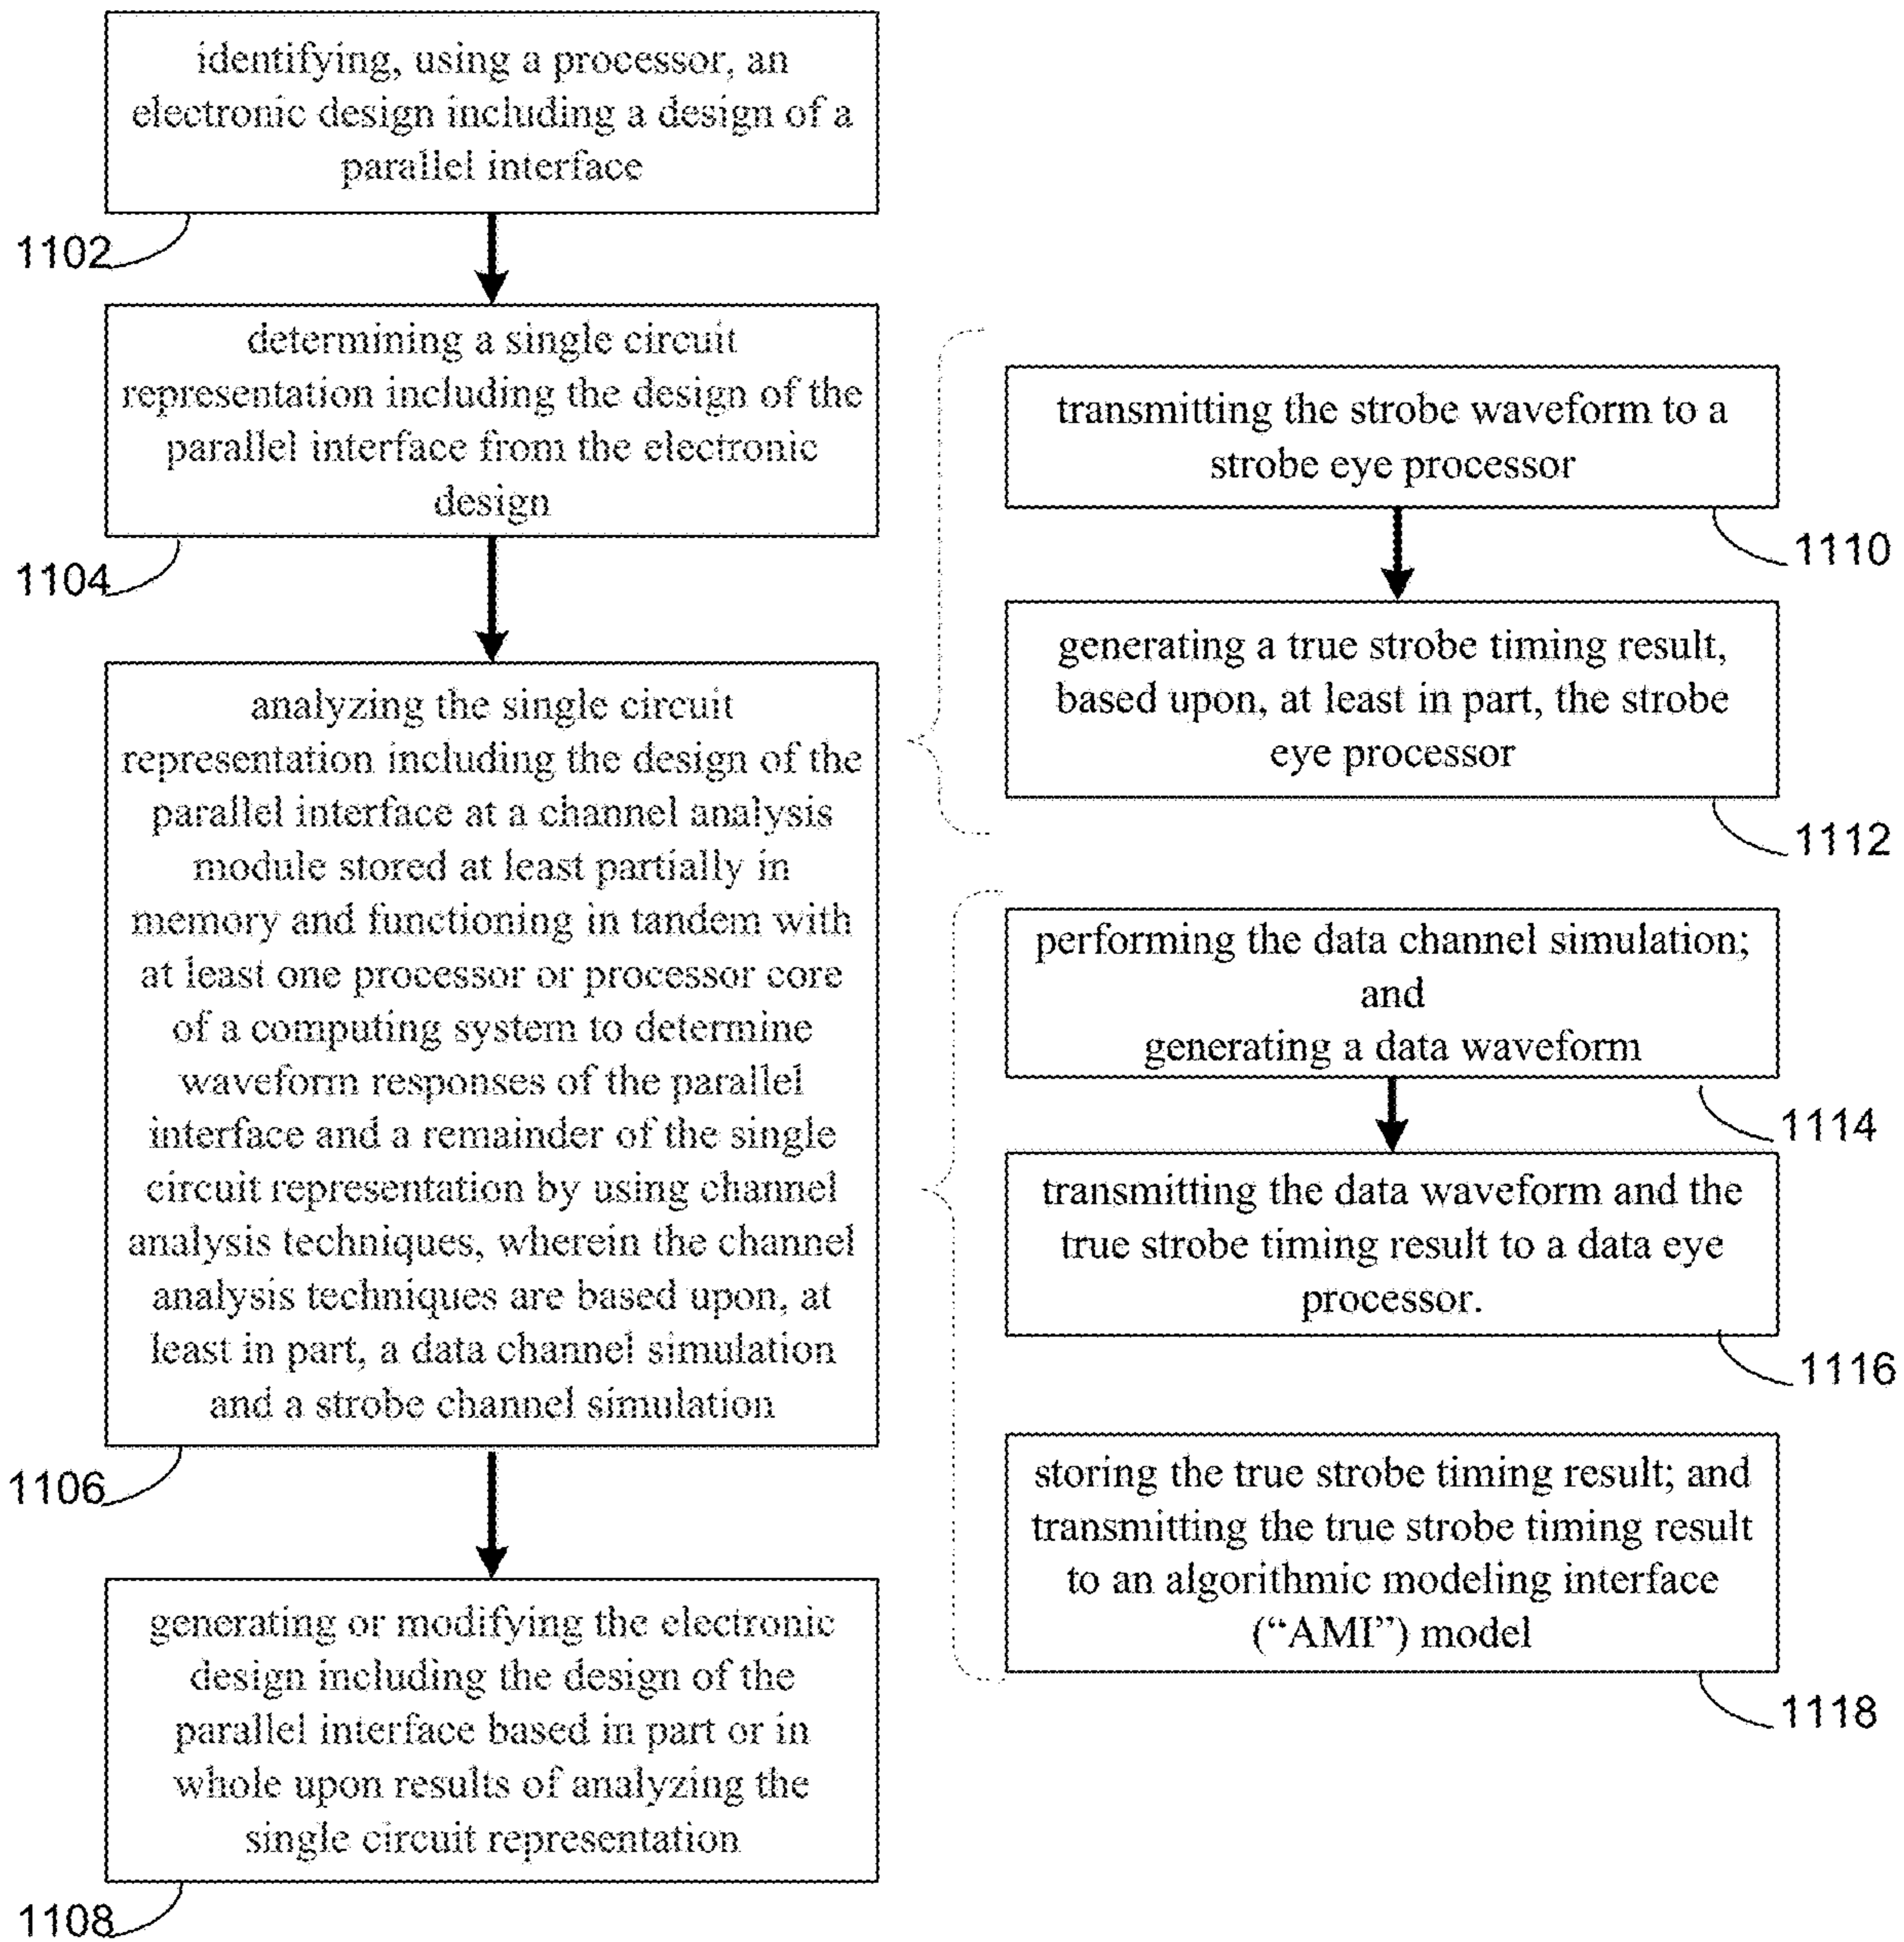 identifying, using a processor, an
electronic design including a design of a
parallel interface
1102
determining a single circuit
representation including the design of the
parallel interface from the electronic
design
1104
analyzing the single circuit
representation including the design of the
parallel interface at a channel analysis
module stored at least partially in
memory and functioning in tandem with
at least one processor or processor core
of a computing system to determine
waveform responses of the parallel
interface and a remainder of the single
circuit representation by using channel
analysis techniques, wherein the channel
analysis techniques are based upon, at
least in part, a data channel simulation
and a strobe channel simulation
1106
generating or modifying the electronic
design including the design of the
parallel interface based in part or in
whole upon results of analyzing the
single circuit representation
1108
transmitting the strobe waveform to a
strobe eye processor
1110
generating a true strobe timing result,
based upon, at least in part, the strobe
eye processor
1112
performing the data channel simulation;
and
generating a data waveform
1114
transmitting the data waveform and the
true strobe timing result to a data eye
processor.
1116
storing the true strobe timing result; and
transmitting the true strobe timing result
to an algorithmic modeling interface
(“AMI”) model
1118